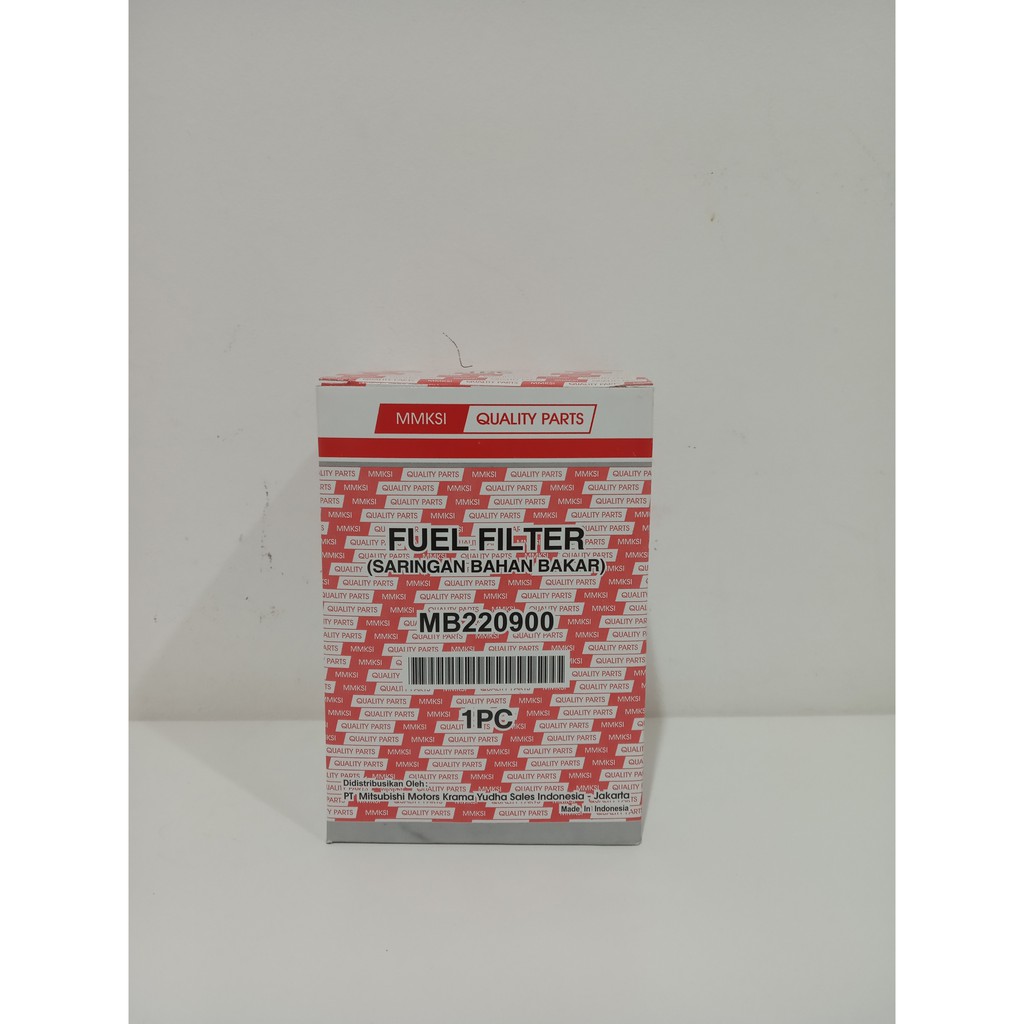 MMKSI QUALITY PARTS
FUEL FILTER
(SARINGAN BAHAN BAKAR)
MB220900
1PC
Didistribusikan Oleh :
PT. Mitsubishi Motors Krama Yudha Sales Indonesia - Jakarta
Made In Indonesia